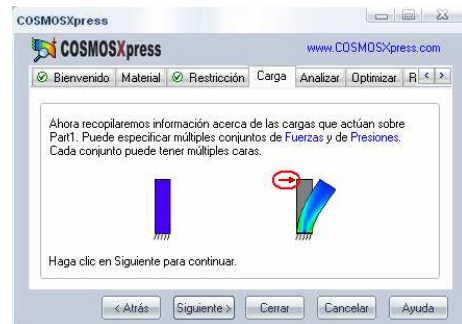 COSMOSXpress
COSMOSXpress
www.COSMOSXpress.com
Bienvenido Material Restricción Carga Analizar Optimizar R
Ahora recopilaremos información acerca de las cargas que actúan sobre
Part1. Puede especificar múltiples conjuntos de Fuerzas y de Presiones.
Cada conjunto puede tener múltiples caras.
Haga clic en Siguiente para continuar.
< Atrás Siguiente > Cerrar Cancelar Ayuda